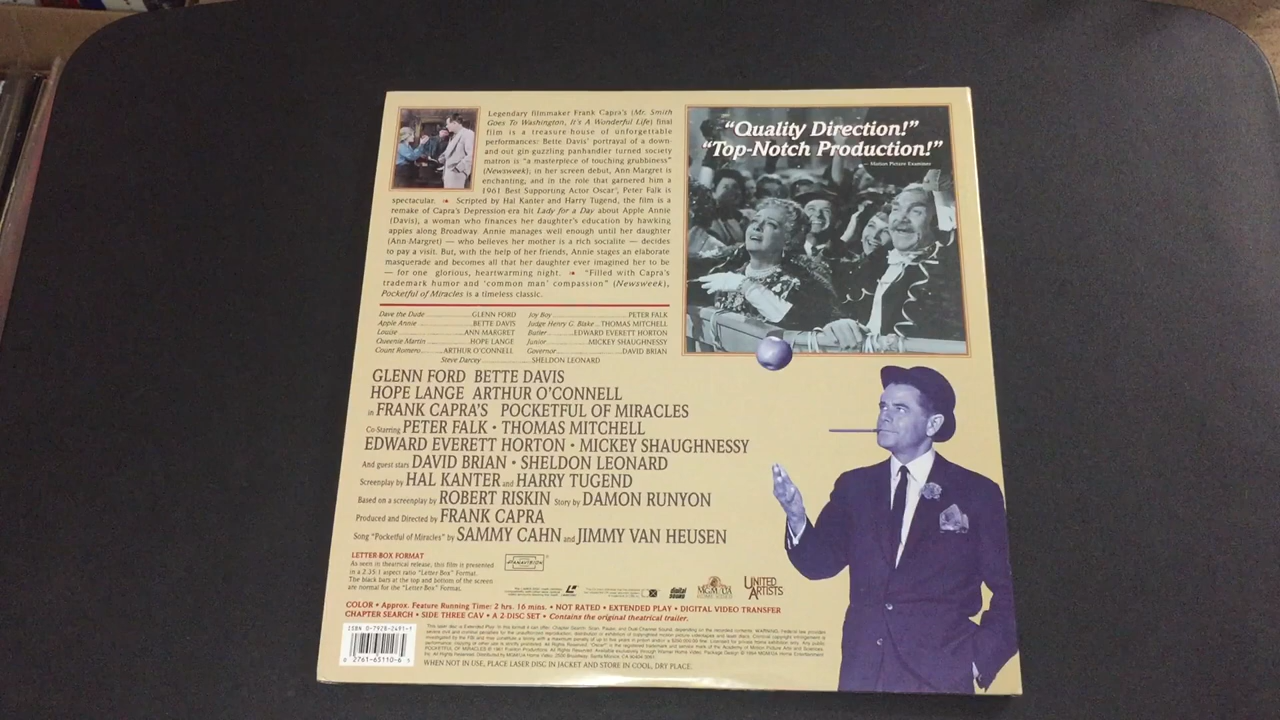 Legendary filmmaker Frank Capra's (Mr. Smith
Goes To Washington, It's A Wonderful Life) final
film is a treasure-house of unforgettable
performances: Bette Davis' portrayal of a down-
and-out gin-guzzling panhandler turned society
matron is "a masterpiece of touching grubbiness"
(Newsweek); in her screen debut, Ann-Margret is
enchanting; and in the role that garnered him a
1961 Best Supporting Actor Oscar®, Peter Falk is
spectacular. Scripted by Hal Kanter and Harry Tugend, the film is a
remake of Capra's Depression-era hit Lady for a Day about Apple Annie
(Davis), a woman who finances her daughter's education by hawking
apples along Broadway. Annie manages well enough until her daughter
(Ann-Margret) — who believes her mother is a rich socialite — decides
to pay a visit. But, with the help of her friends, Annie stages an elaborate
masquerade and becomes all that her daughter ever imagined her to be
— for one glorious, heartwarming night. "Filled with Capra's
trademark humor and 'common man' compassion" (Newsweek),
Pocketful of Miracles is a timeless classic.
"Quality Direction!"
"Top-Notch Production!"
— Motion Picture Examiner
Dave the Dude GLENN FORD
Apple Annie BETTE DAVIS
Louise ANN MARGRET
Queenie Martin HOPE LANGE
Count Romero ARTHUR O'CONNELL
Joy Boy PETER FALK
Judge Henry G. Blake THOMAS MITCHELL
Butler EDWARD EVERETT HORTON
Junior MICKEY SHAUGHNESSY
Governor DAVID BRIAN
Steve Darcey SHELDON LEONARD
GLENN FORD BETTE DAVIS
HOPE LANGE ARTHUR O'CONNELL
in FRANK CAPRA'S POCKETFUL OF MIRACLES
Co-Starring PETER FALK • THOMAS MITCHELL
EDWARD EVERETT HORTON • MICKEY SHAUGHNESSY
And guest stars DAVID BRIAN • SHELDON LEONARD
Screenplay by HAL KANTER and HARRY TUGEND
Based on a screenplay by ROBERT RISKIN Story by DAMON RUNYON
Produced and Directed by FRANK CAPRA
Song "Pocketful of Miracles" by SAMMY CAHN and JIMMY VAN HEUSEN
LETTER-BOX FORMAT
As seen in theatrical release, this film is presented
in a 2.35:1 aspect ratio "Letter Box" Format.
The black bars at the top and bottom of the screen
are normal for the "Letter Box" Format.
PANAVISION®
digital
sound
MGM/UA
UNITED
ARTISTS
COLOR • Approx. Feature Running Time: 2 hrs. 16 mins. • NOT RATED • EXTENDED PLAY • DIGITAL VIDEO TRANSFER
CHAPTER SEARCH • SIDE THREE CAV • A 2-DISC SET • Contains the original theatrical trailer.
ISBN 0-7928-2491-1
0 27616-3110-6 5
WHEN NOT IN USE, PLACE LASER DISC IN JACKET AND STORE IN COOL, DRY PLACE.